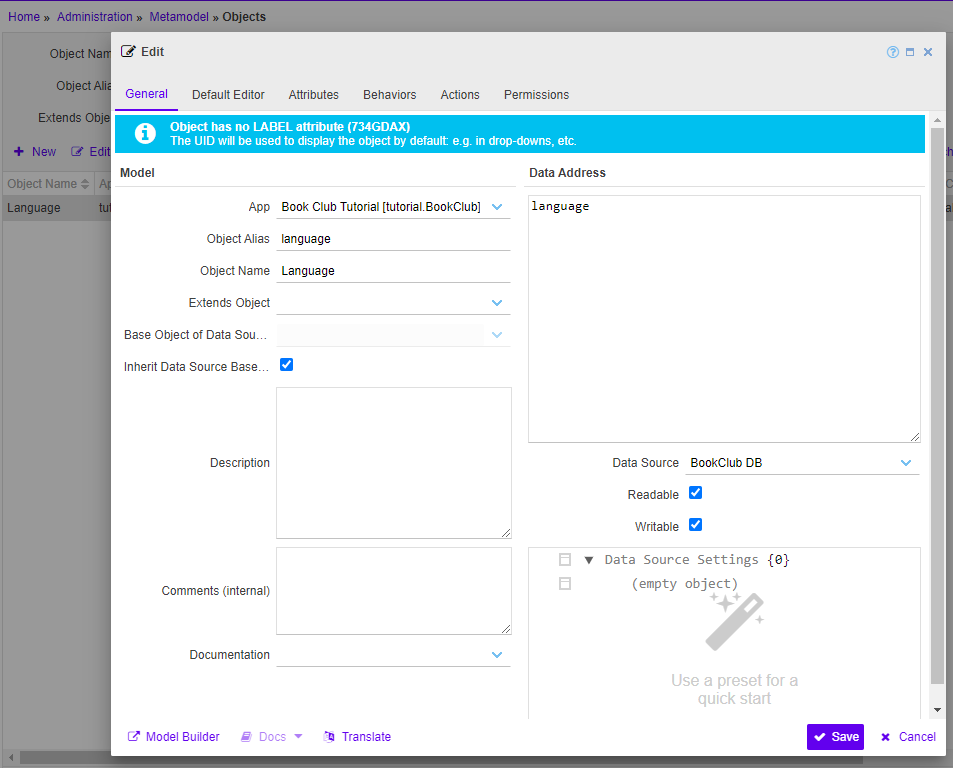 Home » Administration » Metamodel » Objects
Object Nam
Object Alia
Extends Obje
New Edit
Object Name Ap
Language tut
Edit
General Default Editor Attributes Behaviors Actions Permissions
Object has no LABEL attribute (734GDAX)
The UID will be used to display the object by default: e.g. in drop-downs, etc.
Model
App Book Club Tutorial [tutorial.BookClub]
Object Alias language
Object Name Language
Extends Object
Base Object of Data Sou...
Inherit Data Source Base...
Description
Comments (internal)
Documentation
Data Address
language
Data Source BookClub DB
Readable
Writable
Data Source Settings {0}
(empty object)
Use a preset for a
quick start
Model Builder Docs Translate
Save Cancel